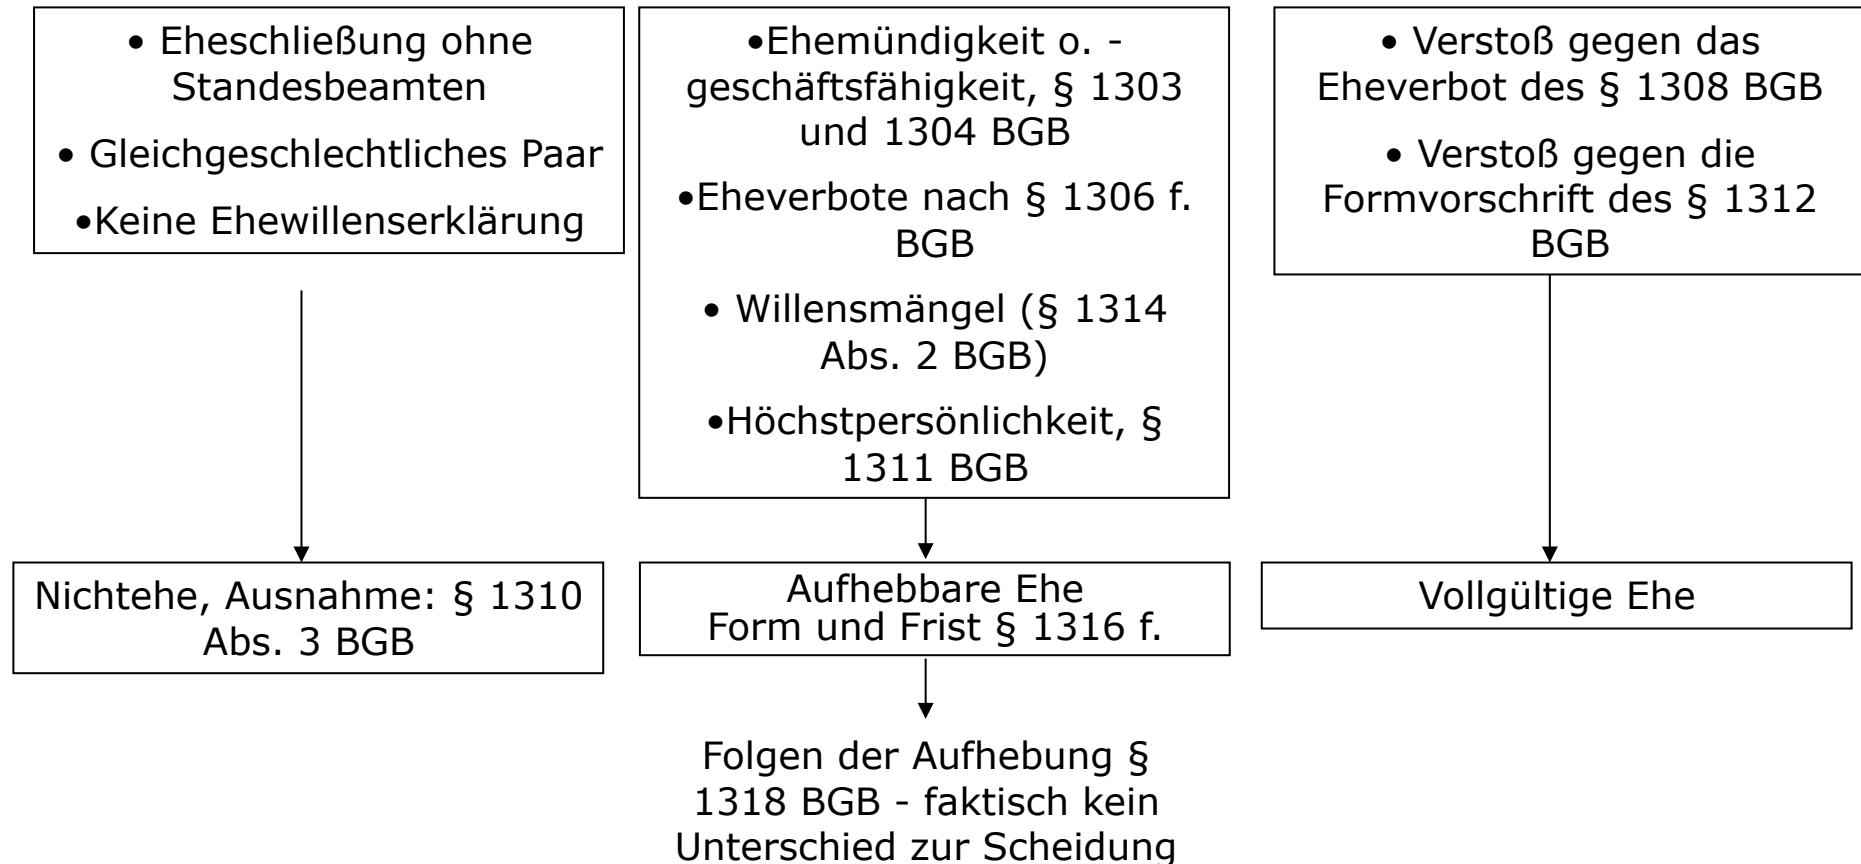 • Eheschließung ohne
Standesbeamten
• Gleichgeschlechtliches Paar
•Keine Ehewillenserklärung
•Ehemündigkeit o. -
geschäftsfähigkeit, § 1303
und 1304 BGB
•Eheverbote nach § 1306 f.
BGB
• Willensmängel (§ 1314
Abs. 2 BGB)
•Höchstpersönlichkeit, §
1311 BGB
• Verstoß gegen das
Eheverbot des § 1308 BGB
• Verstoß gegen die
Formvorschrift des § 1312
BGB
Nichtehe, Ausnahme: § 1310
Abs. 3 BGB
Aufhebbare Ehe
Form und Frist § 1316 f.
Vollgültige Ehe
Folgen der Aufhebung §
1318 BGB - faktisch kein
Unterschied zur Scheidung